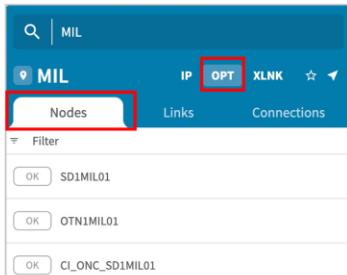 MIL
MIL IP OPT XLNK
Nodes Links Connections
Filter
OK SD1MIL01
OK OTN1MIL01
OK CI_ONC_SD1MIL01